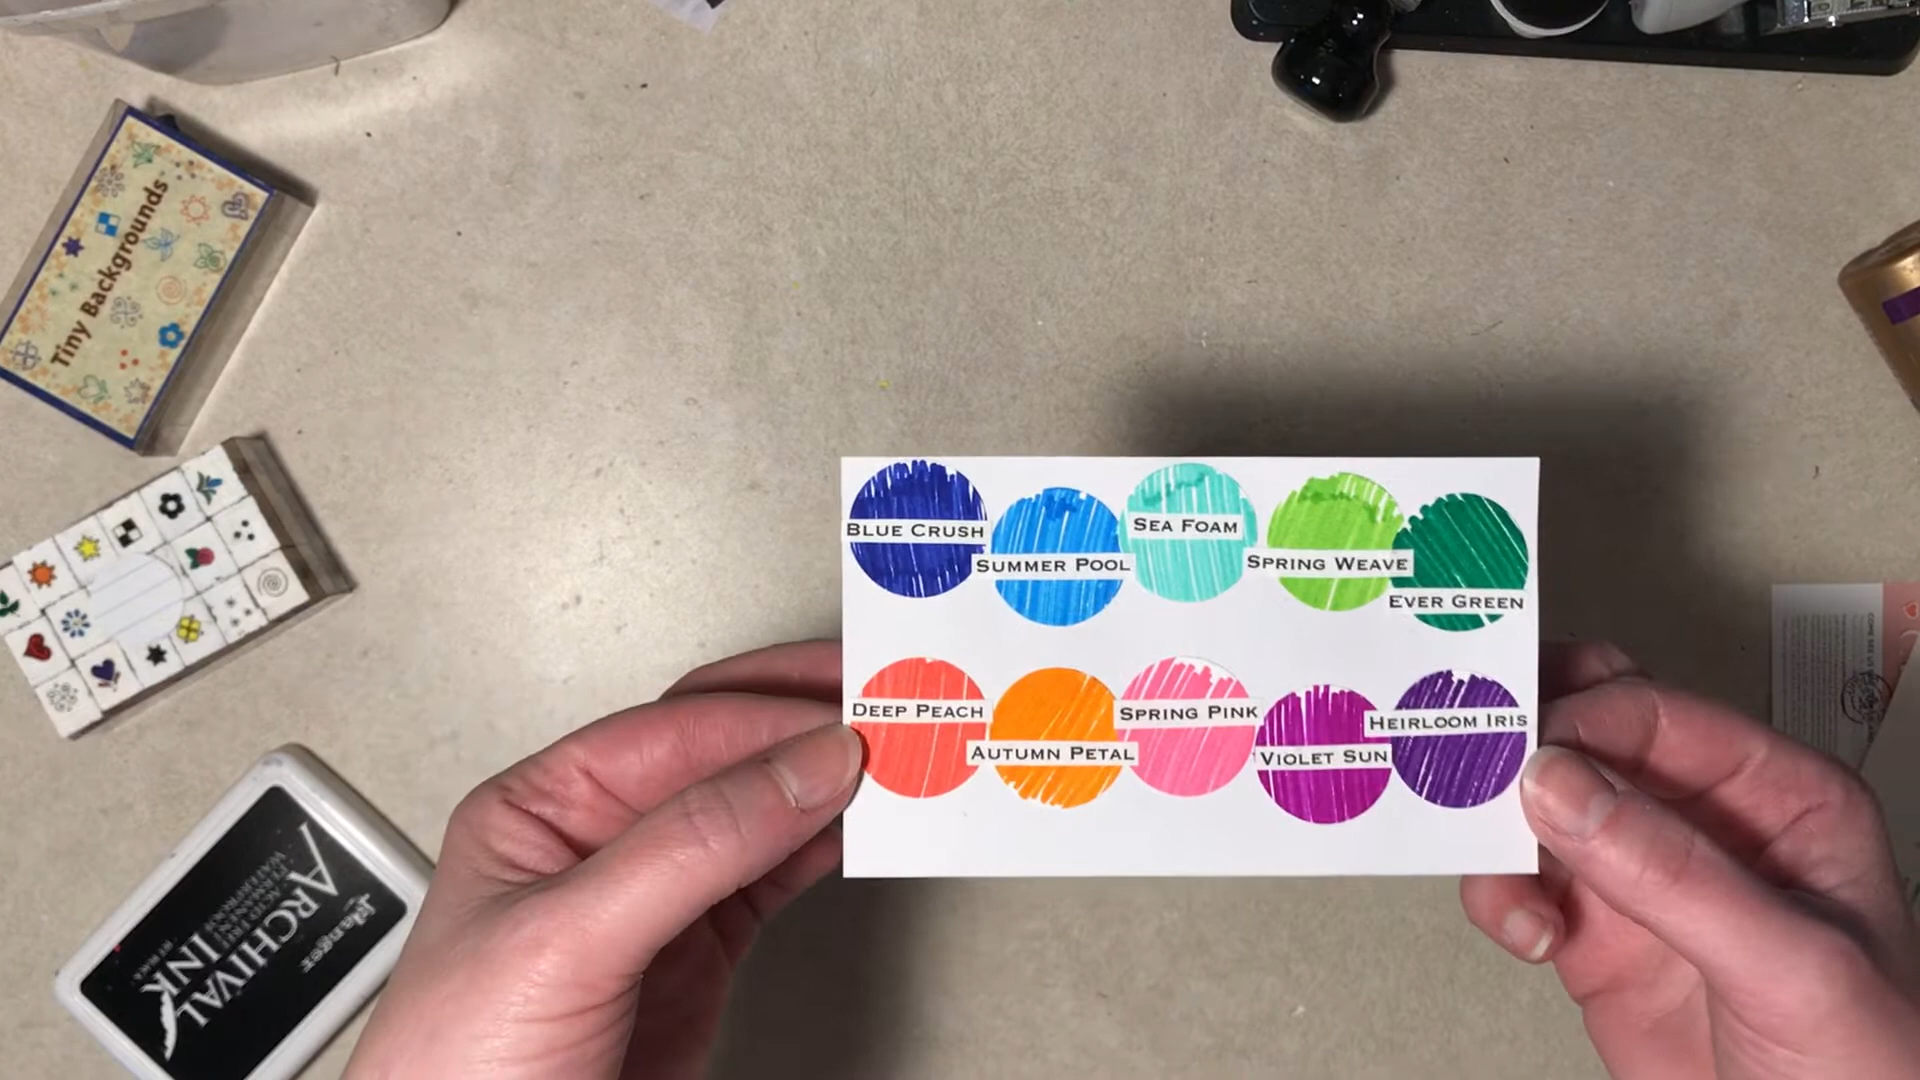 Tiny Backgrounds
BLUE CRUSH
SUMMER POOL
SEA FOAM
SPRING WEAVE
EVER GREEN
DEEP PEACH
AUTUMN PETAL
SPRING PINK
VIOLET SUN
HEIRLOOM IRIS
Ranger
ARCHIVAL
INK